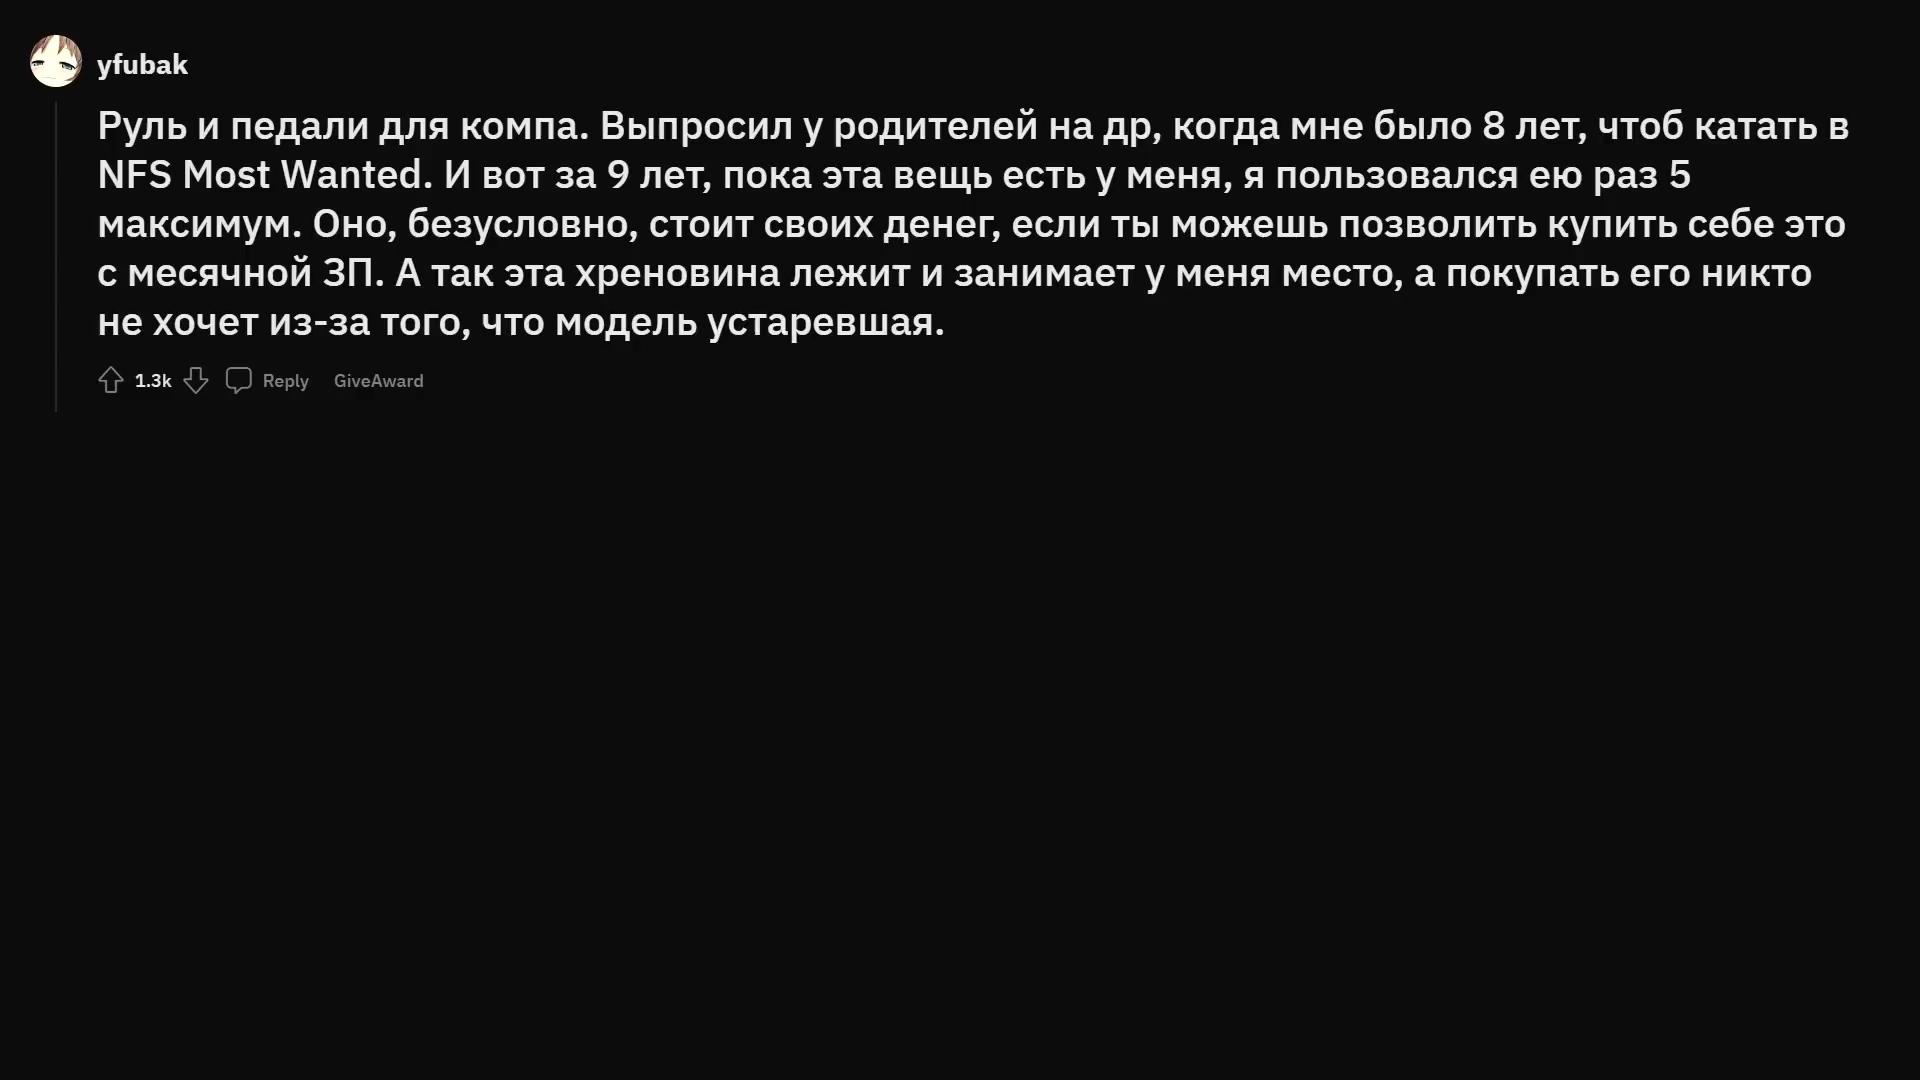 yfubak
Руль и педали для компа. Выпросил у родителей на др, когда мне было 8 лет, чтоб катать в
NFS Most Wanted. И вот за 9 лет, пока эта вещь есть у меня, я пользовался ею раз 5
максимум. Оно, безусловно, стоит своих денег, если ты можешь позволить купить себе это
с месячной ЗП. А так эта хреновина лежит и занимает у меня место, а покупать его никто
не хочет из-за того, что модель устаревшая.
1.3k Reply GiveAward